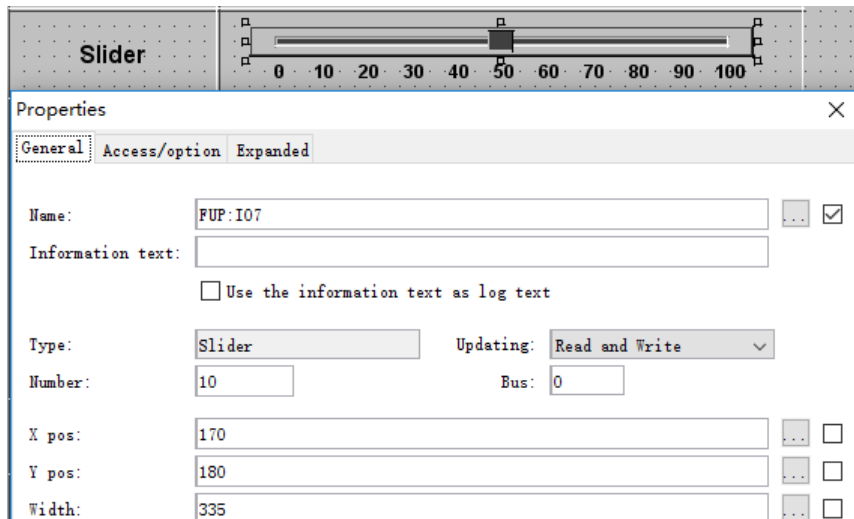 Slider
0 10 20 30 40 50 60 70 80 90 100
Properties
General Access/option Expanded
Name: FUP:I07 ...
Information text:
Use the information text as log text
Type: Slider Updating: Read and Write
Number: 10 Bus: 0
X pos: 170 ...
Y pos: 180 ...
Width: 335 ...